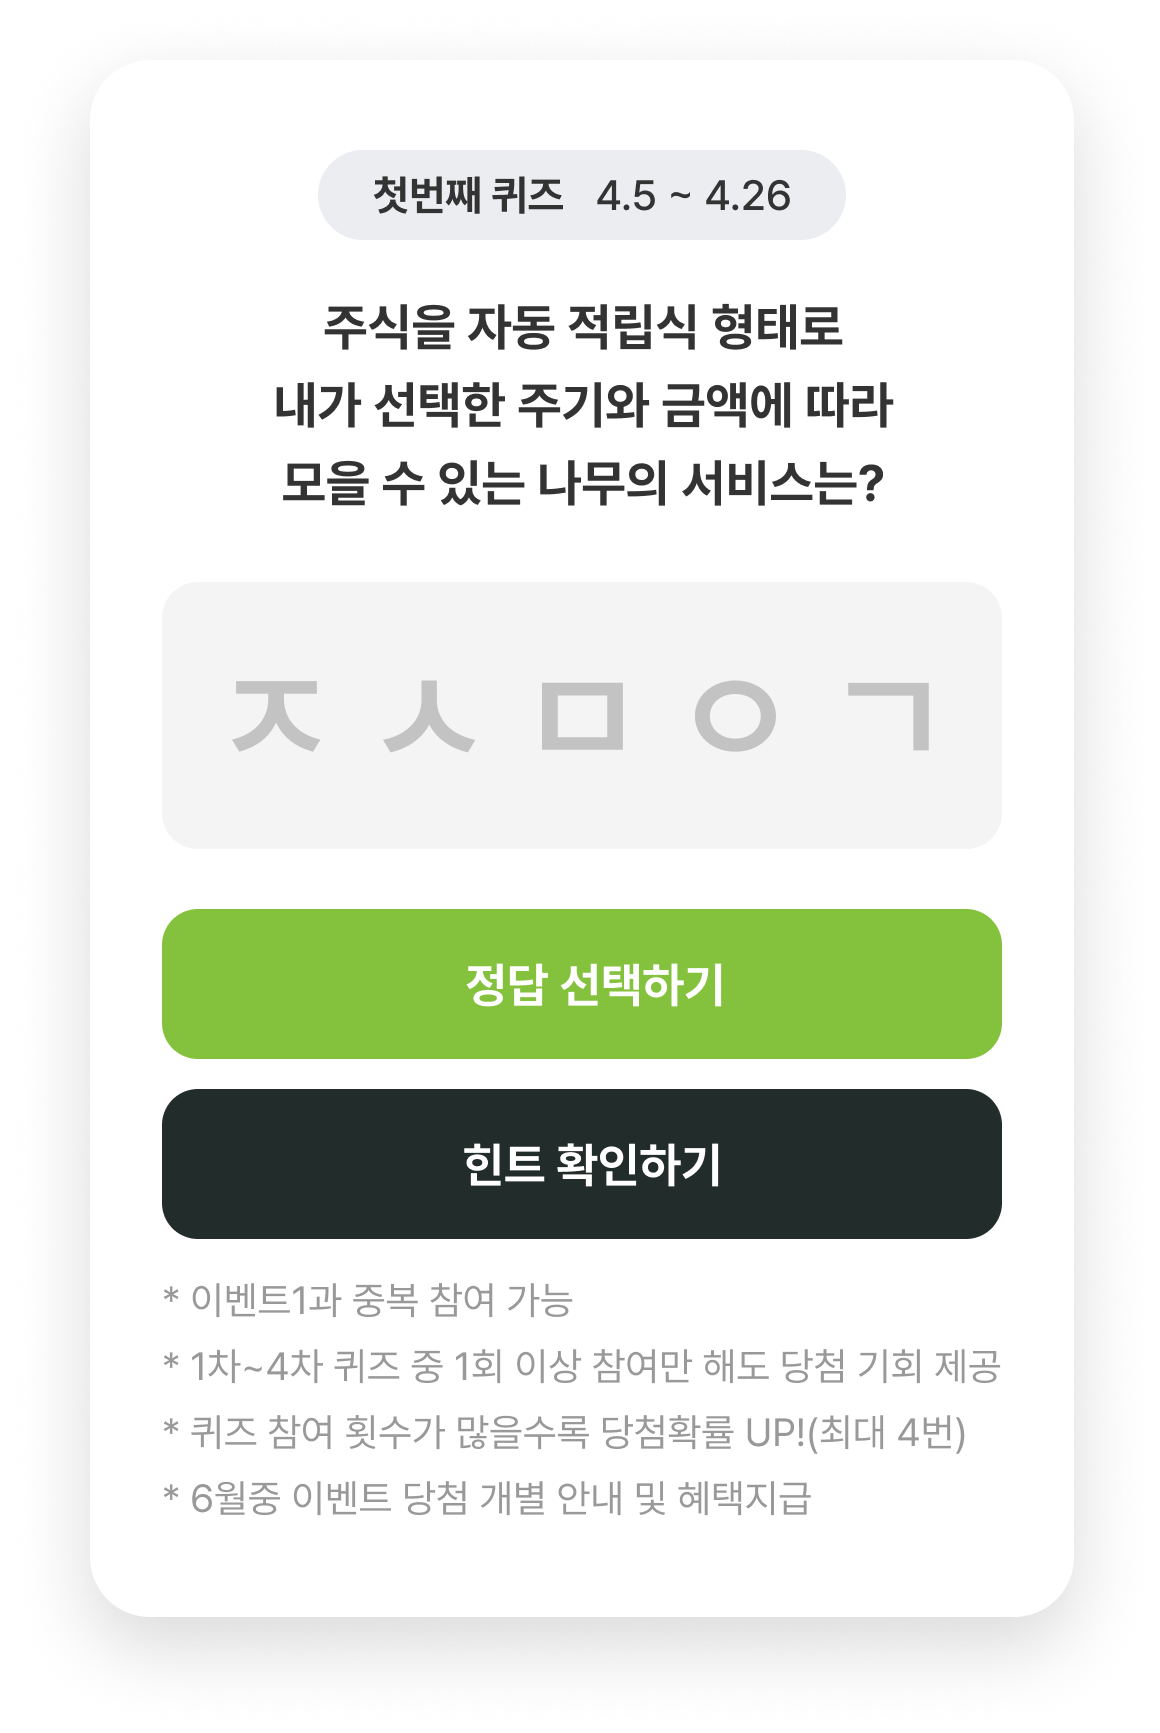 첫번째 퀴즈 4.5 ~ 4.26
주식을 자동 적립식 형태로
내가 선택한 주기와 금액에 따라
모을 수 있는 나무의 서비스는?
ㅈ ㅅ ㅁ ㅇ ㄱ
정답 선택하기
힌트 확인하기
* 이벤트1과 중복 참여 가능
* 1차~4차 퀴즈 중 1회 이상 참여만 해도 당첨 기회 제공
* 퀴즈 참여 횟수가 많을수록 당첨확률 UP!(최대 4번)
* 6월중 이벤트 당첨 개별 안내 및 혜택지급